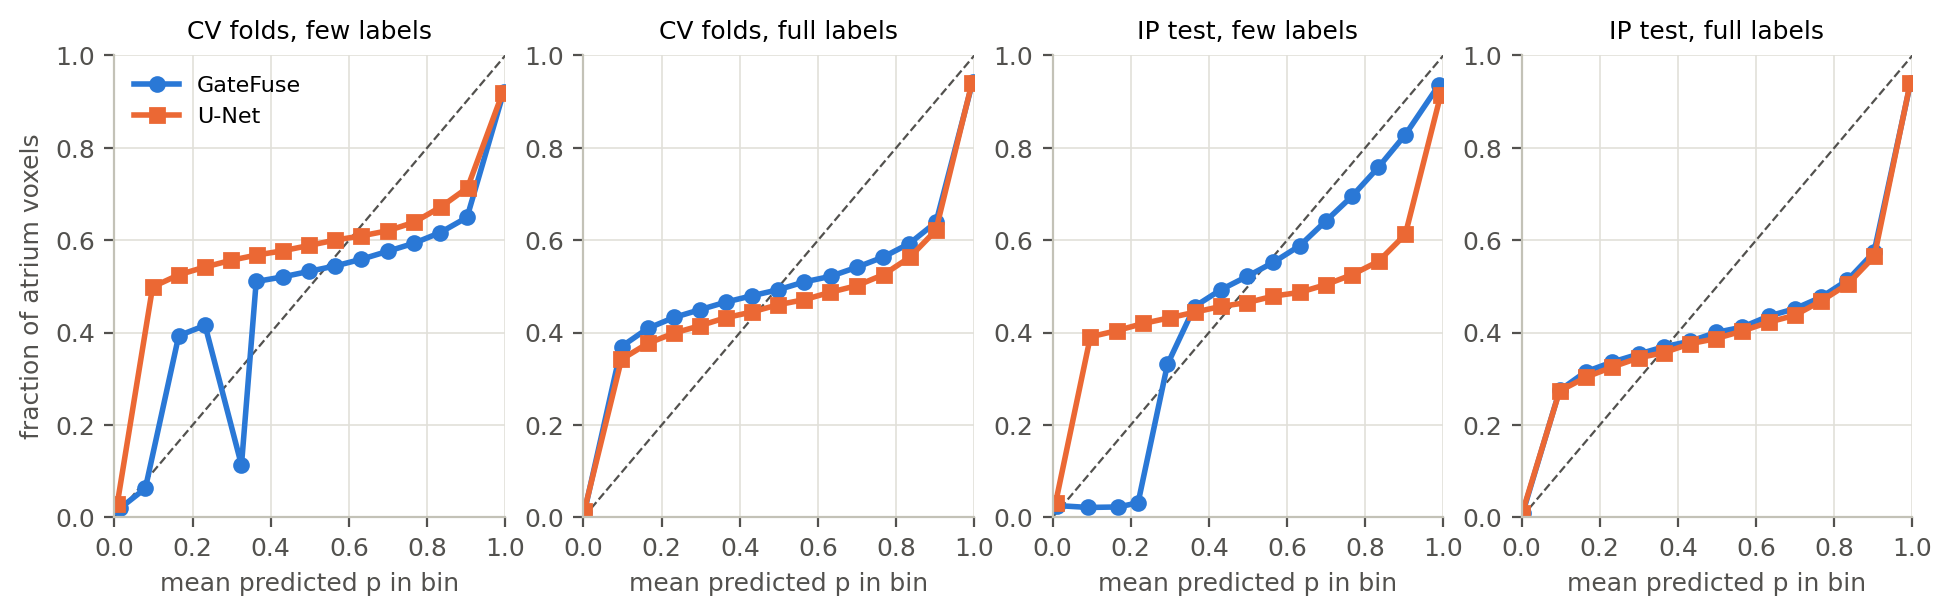 CV folds, few labels
CV folds, full labels
IP test, few labels
IP test, full labels
GateFuse
U-Net
fraction of atrium voxels
1.0
0.8
0.6
0.4
0.2
0.0
0.0 0.2 0.4 0.6 0.8 1.0
mean predicted p in bin
1.0
0.8
0.6
0.4
0.2
0.0
0.0 0.2 0.4 0.6 0.8 1.0
mean predicted p in bin
1.0
0.8
0.6
0.4
0.2
0.0
0.0 0.2 0.4 0.6 0.8 1.0
mean predicted p in bin
1.0
0.8
0.6
0.4
0.2
0.0
0.0 0.2 0.4 0.6 0.8 1.0
mean predicted p in bin